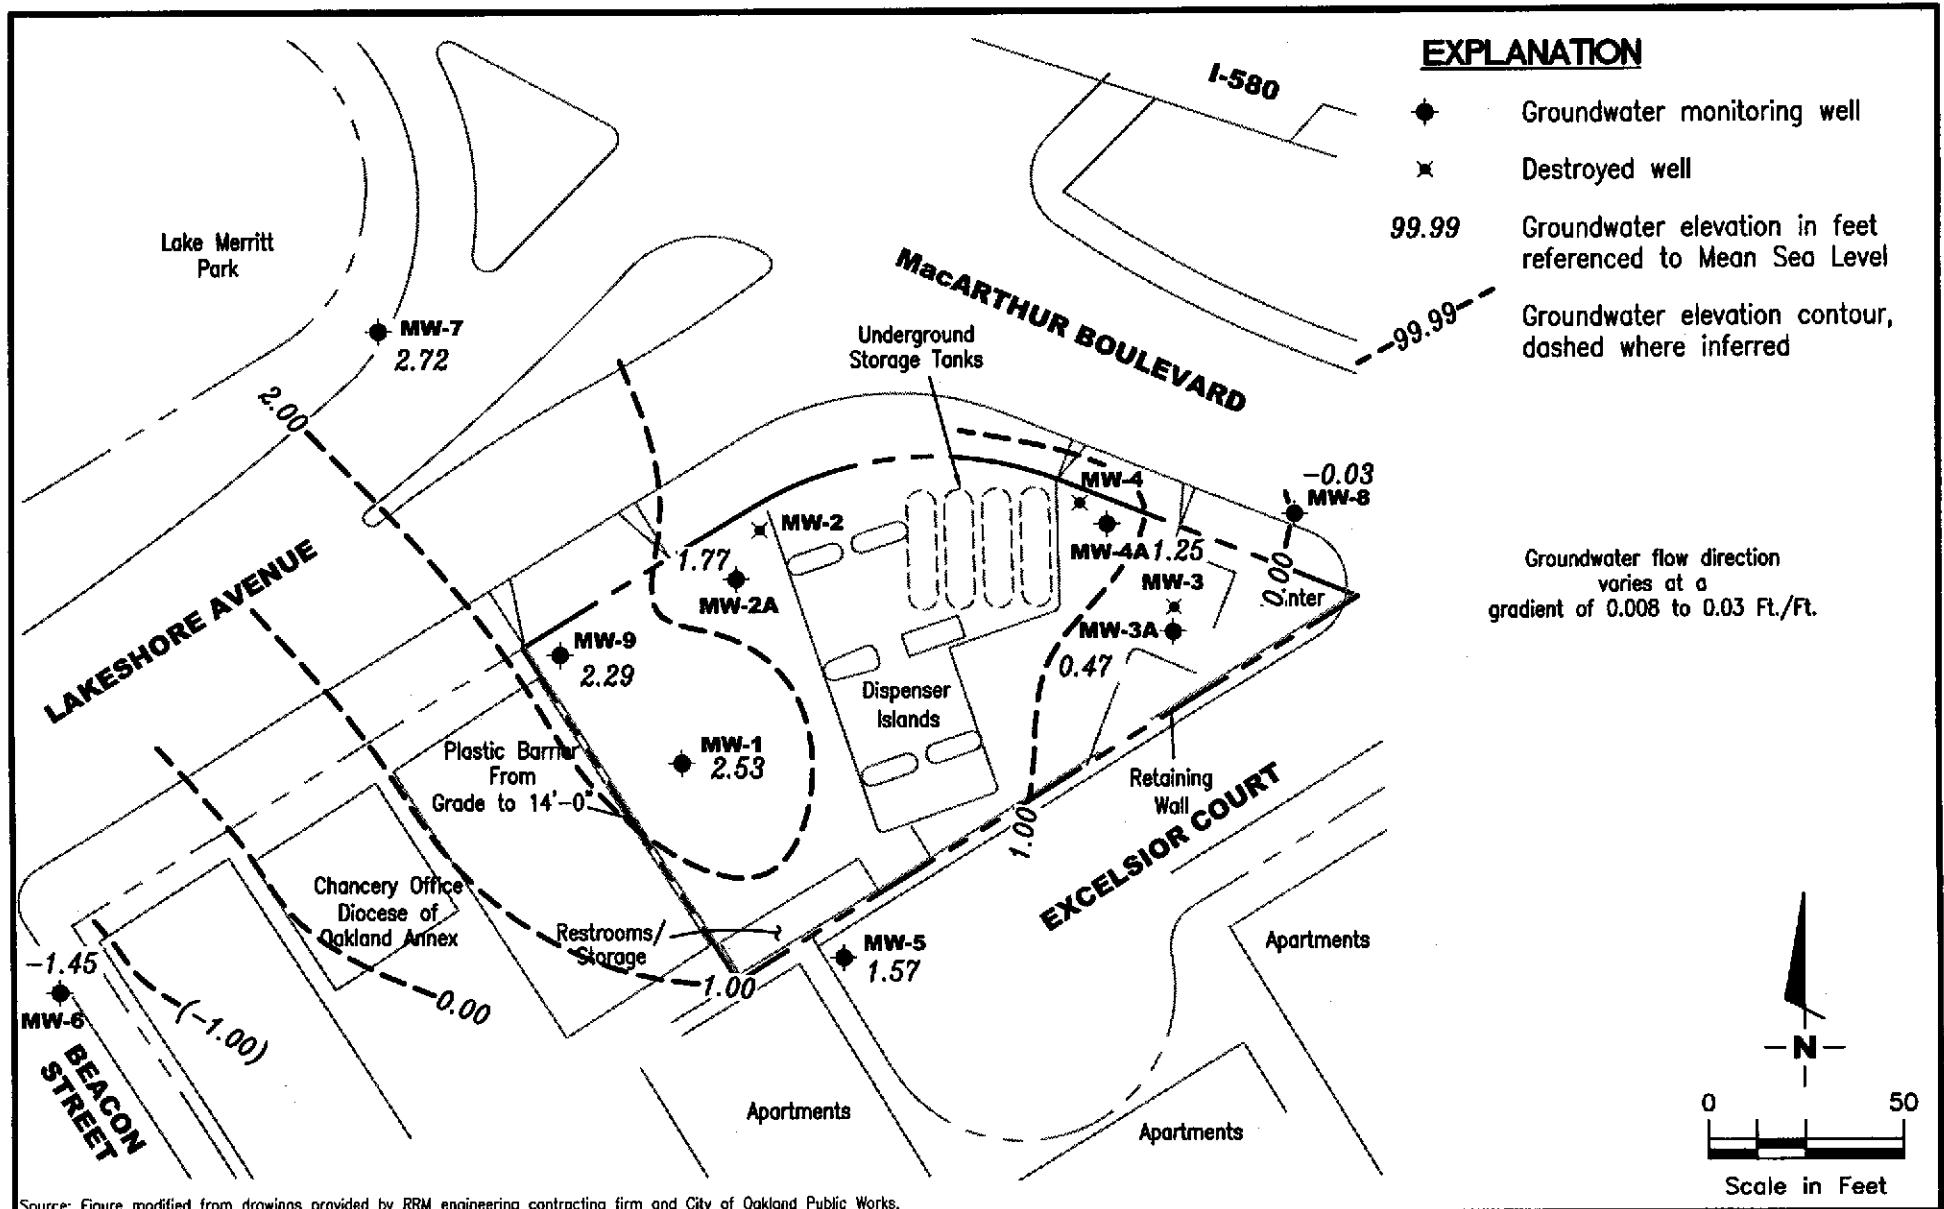 EXPLANATION
Groundwater monitoring well
Destroyed well
99.99
Groundwater elevation in feet
referenced to Mean Sea Level
99.99
Groundwater elevation contour,
dashed where inferred
I-580
Lake Merritt
Park
MW-7
2.72
MacARTHUR BOULEVARD
Underground
Storage Tanks
2.00
-0.03
MW-8
MW-4
MW-2
1.77
MW-2A
MW-4A
1.25
MW-3
MW-3A
0.47
0.00
inter
Groundwater flow direction
varies at a
gradient of 0.008 to 0.03 Ft./Ft.
LAKESHORE AVENUE
MW-9
2.29
Dispenser
Islands
MW-1
2.53
Plastic Barrier
From
Grade to 14'-0"
Retaining
Wall
1.00
EXCELSIOR COURT
Chancery Office
Diocese of
Oakland Annex
Restrooms/
Storage
MW-5
1.57
Apartments
-1.45
MW-6
(-1.00)
0.00
1.00
BEACON
STREET
Apartments
Apartments
N
0 50
Scale in Feet
Source: Figure modified from drawings provided by RRM engineering contracting firm and City of Oakland Public Works.